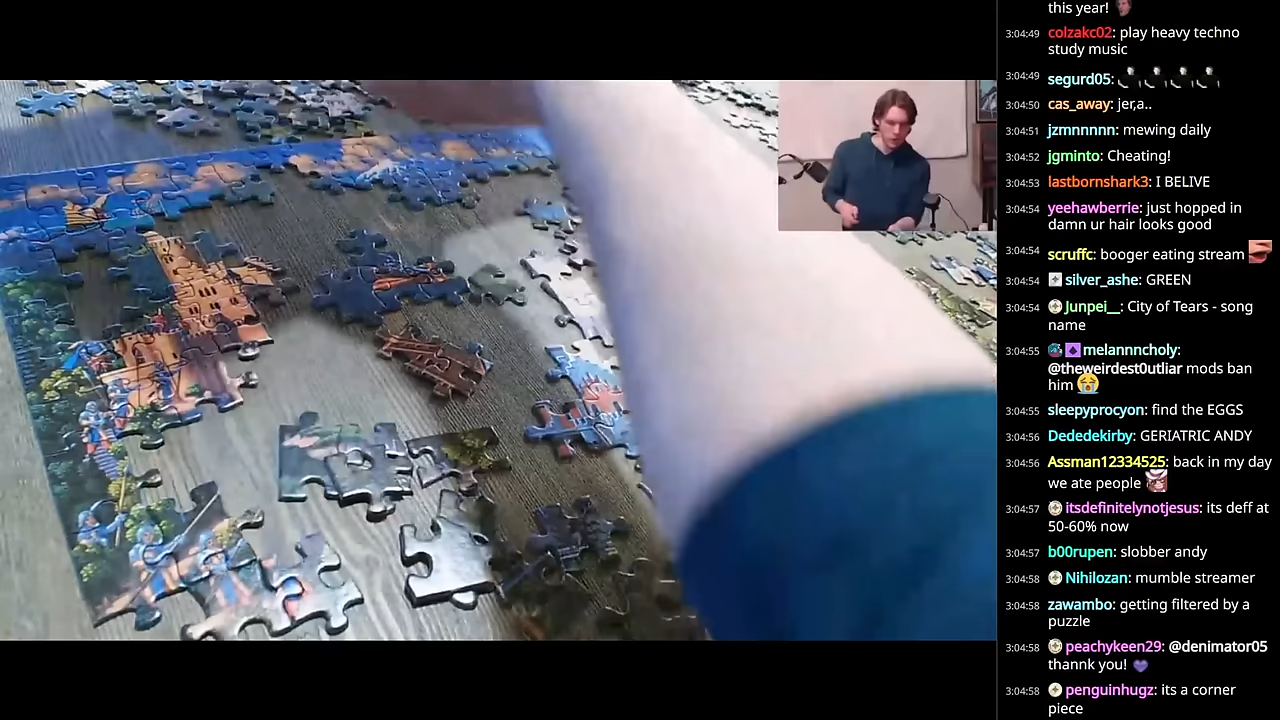 this year!
3:04:49 colzakc02: play heavy techno
study music
3:04:49 segurd05:
3:04:50 cas_away: jer,a..
3:04:51 jzmnnnnn: mewing daily
3:04:52 jgminto: Cheating!
3:04:53 lastbornshark3: I BELIVE
3:04:54 yeehawberrie: just hopped in
damn ur hair looks good
3:04:54 scruffc: booger eating stream
3:04:54 silver_ashe: GREEN
3:04:54 Junpei__: City of Tears - song
name
3:04:55 melannncholy:
@theweirdest0utliar mods ban
him
3:04:55 sleepyprocyon: find the EGGS
3:04:56 Dededekirby: GERIATRIC ANDY
3:04:56 Assman12334525: back in my day
we ate people
3:04:57 itsdefinitelynotjesus: its deff at
50-60% now
3:04:57 b00rupen: slobber andy
3:04:58 Nihilozan: mumble streamer
3:04:58 zawambo: getting filtered by a
puzzle
3:04:58 peachykeen29: @denimator05
thannk you!
3:04:58 penguinhugz: its a corner
piece